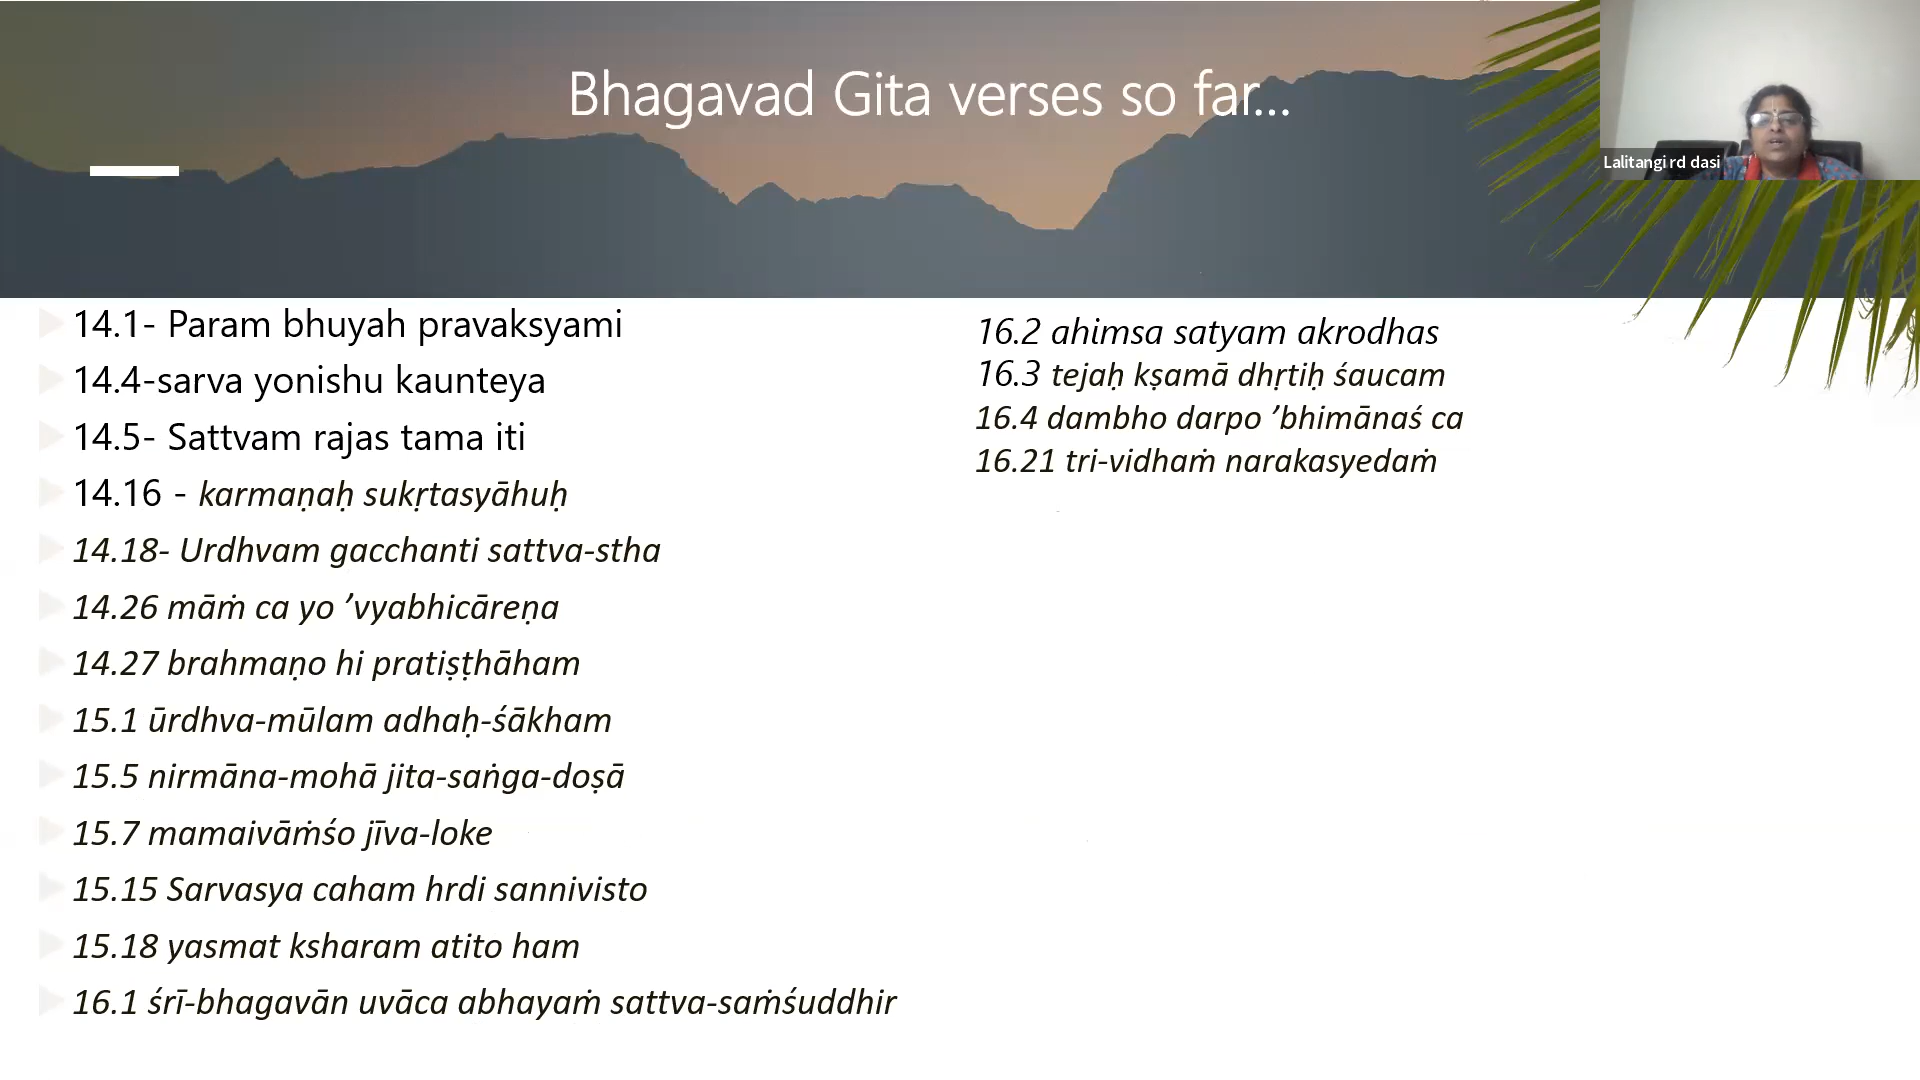 Bhagavad Gita verses so far...
Lalitangi rd dasi
14.1- Param bhuyah pravaksyami
14.4-sarva yonishu kaunteya
14.5- Sattvam rajas tama iti
14.16 - karmaṇaḥ sukṛtasyāhuḥ
14.18- Urdhvam gacchanti sattva-stha
14.26 māṁ ca yo ’vyabhicāreṇa
14.27 brahmaṇo hi pratiṣṭhāham
15.1 ūrdhva-mūlam adhaḥ-śākham
15.5 nirmāna-mohā jita-saṅga-doṣā
15.7 mamaivāṁśo jīva-loke
15.15 Sarvasya caham hrdi sannivisto
15.18 yasmat ksharam atito ham
16.1 śrī-bhagavān uvāca abhayaṁ sattva-saṁśuddhir
16.2 ahimsa satyam akrodhas
16.3 tejaḥ kṣamā dhṛtiḥ śaucam
16.4 dambho darpo ’bhimānaś ca
16.21 tri-vidhaṁ narakasyedaṁ